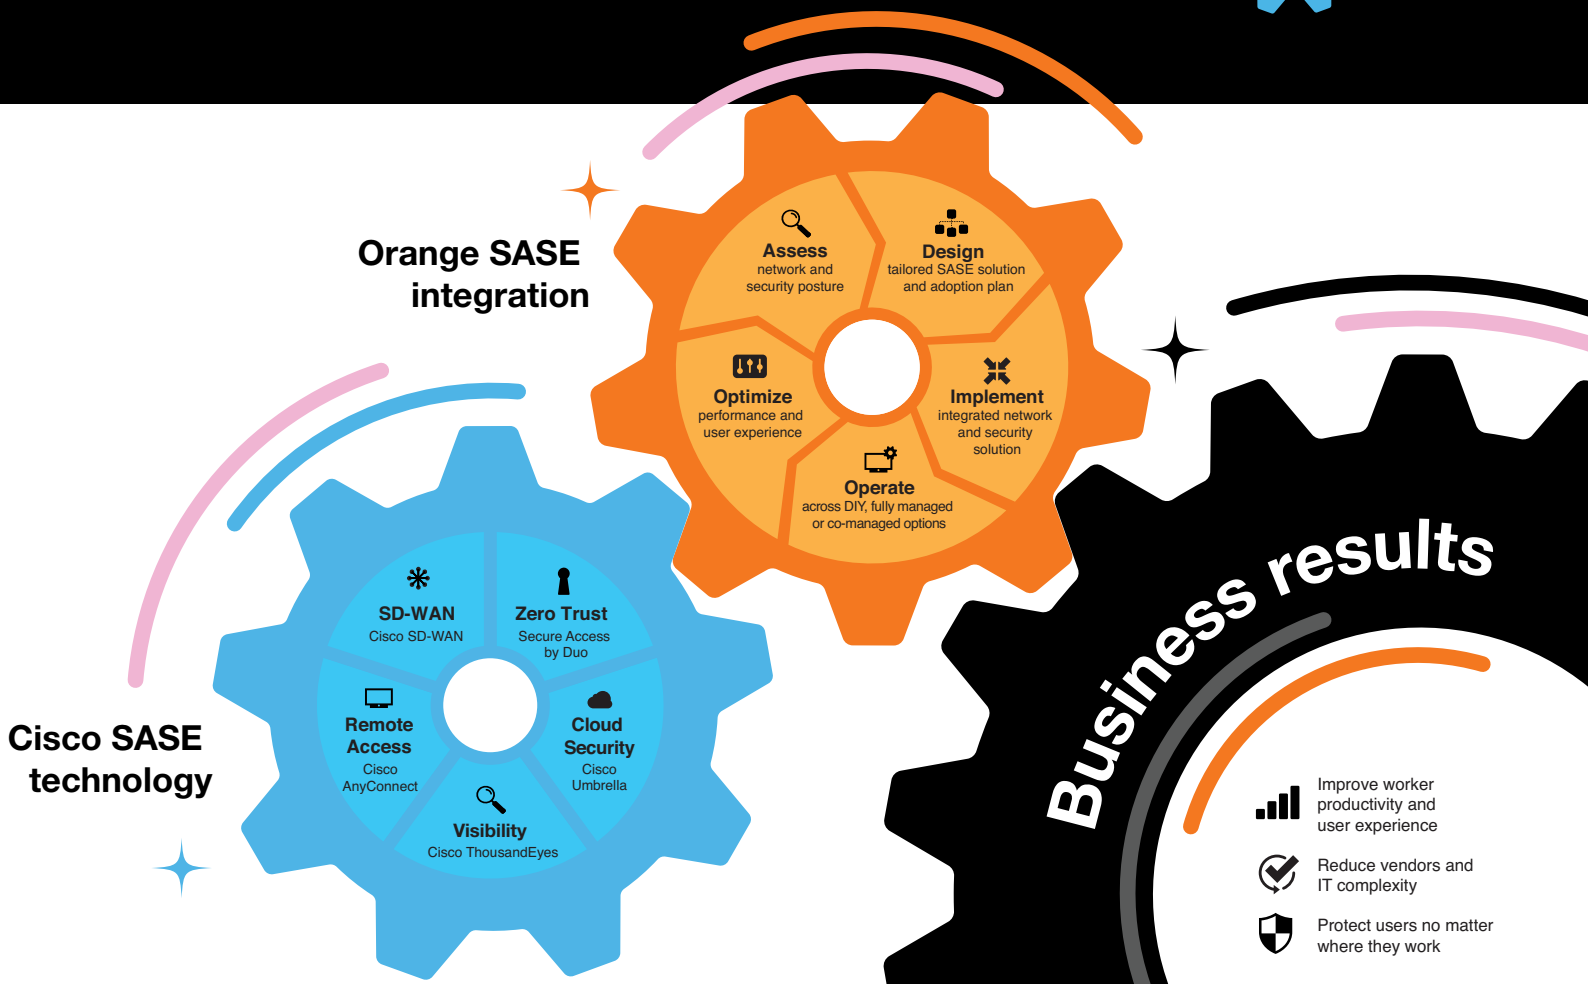 Orange SASE
integration
Assess
network and
security posture
Design
tailored SASE solution
and adoption plan
Implement
integrated network
and security
solution
Operate
across DIY, fully managed
or co-managed options
Optimize
performance and
user experience
Cisco SASE
technology
SD-WAN
Cisco SD-WAN
Zero Trust
Secure Access
by Duo
Cloud
Security
Cisco
Umbrella
Visibility
Cisco ThousandEyes
Remote
Access
Cisco
AnyConnect
Business results
Improve worker
productivity and
user experience
Reduce vendors and
IT complexity
Protect users no matter
where they work